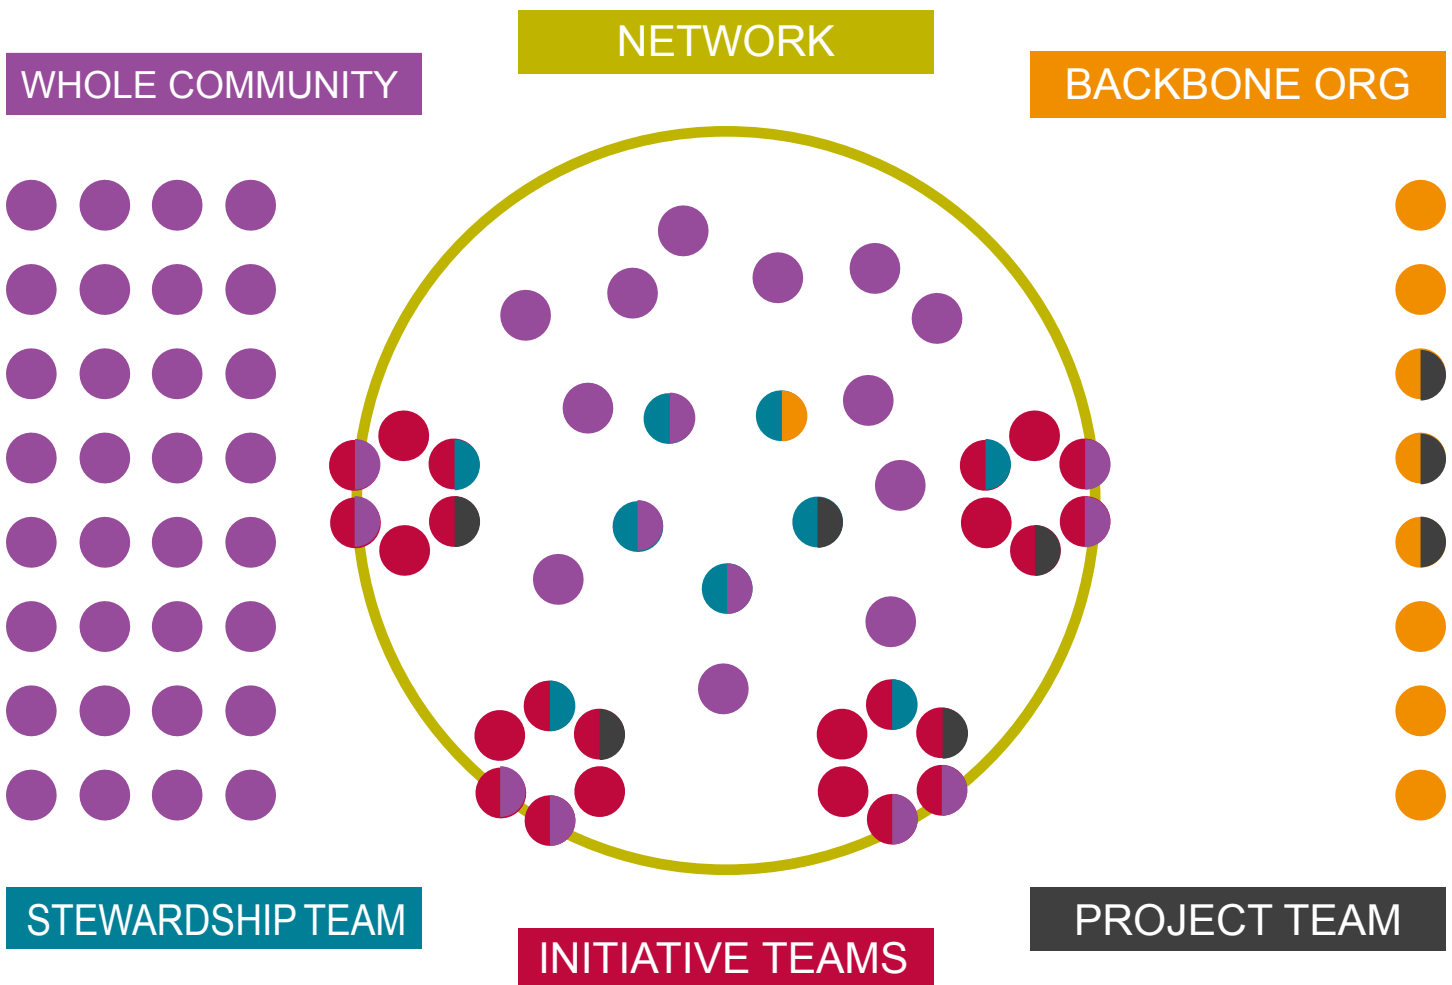 NETWORK
WHOLE COMMUNITY
BACKBONE ORG
STEWARDSHIP TEAM
PROJECT TEAM
INITIATIVE TEAMS